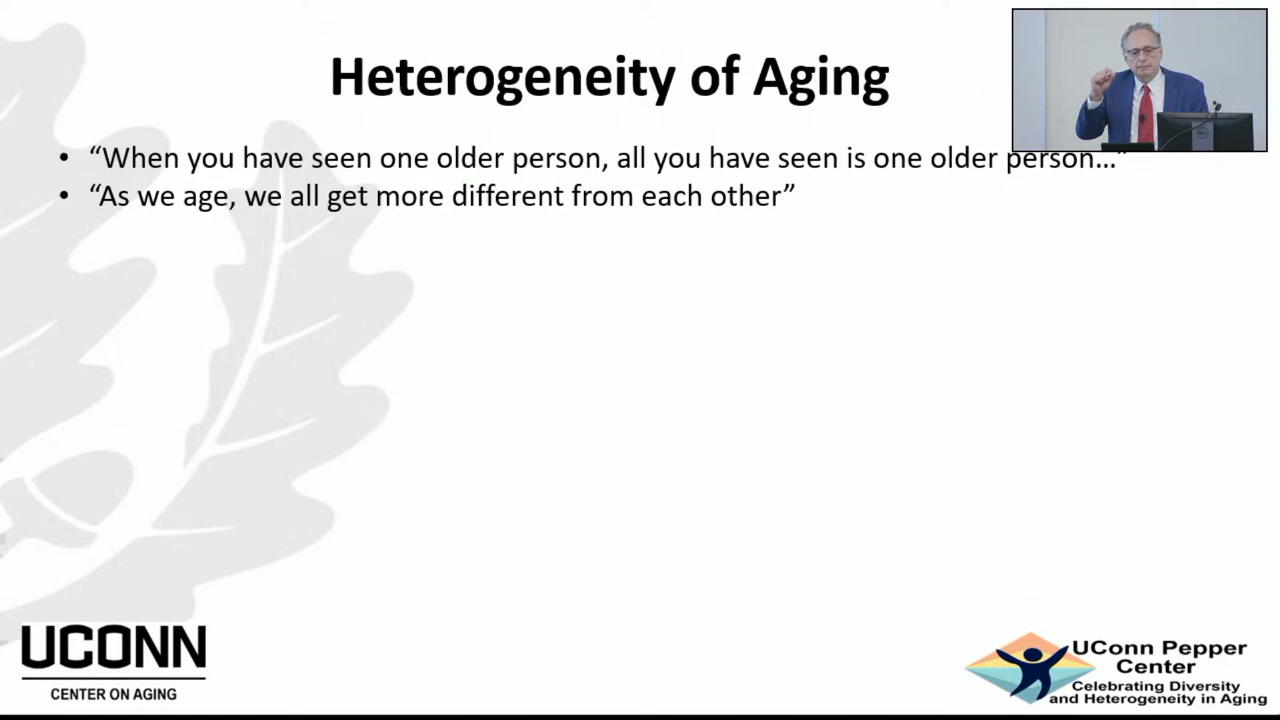 Heterogeneity of Aging
• “When you have seen one older person, all you have seen is one older person…”
• “As we age, we all get more different from each other”
UCONN
CENTER ON AGING
UConn Pepper
Center
Celebrating Diversity
and Heterogeneity in Aging